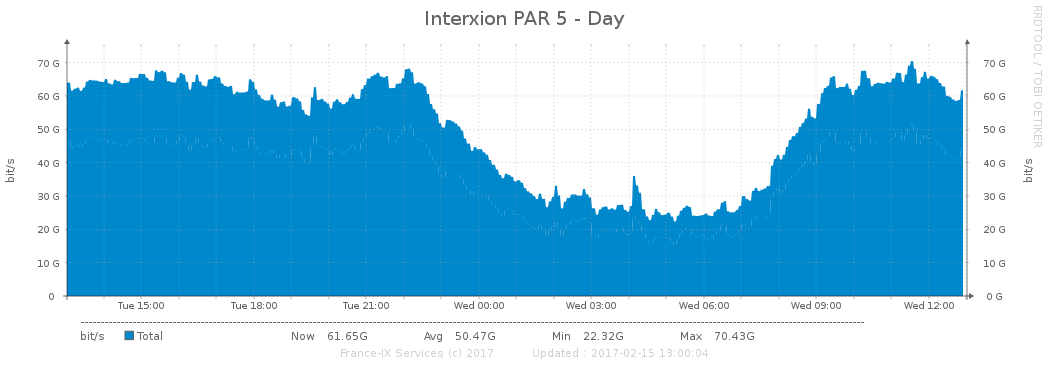 Interxion PAR 5 - Day
RRDTOOL / TOBI OETIKER
bit/s
70 G
60 G
50 G
40 G
30 G
20 G
10 G
0
70 G
60 G
50 G
40 G
30 G
20 G
10 G
0 G
bit/s
Tue 15:00 Tue 18:00 Tue 21:00 Wed 00:00 Wed 03:00 Wed 06:00 Wed 09:00 Wed 12:00
bit/s Total Now 61.65G Avg 50.47G Min 22.32G Max 70.43G
France-IX Services (c) 2017 Updated : 2017-02-15 13:00:04